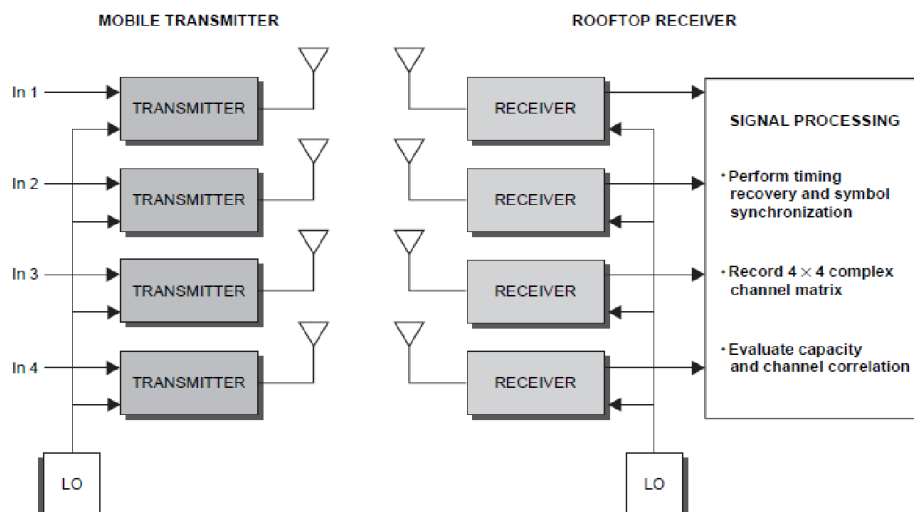 MOBILE TRANSMITTER
ROOFTOP RECEIVER
In 1
TRANSMITTER
RECEIVER
In 2
TRANSMITTER
RECEIVER
In 3
TRANSMITTER
RECEIVER
In 4
TRANSMITTER
RECEIVER
LO
LO
SIGNAL PROCESSING
· Perform timing
recovery and symbol
synchronization
· Record 4 × 4 complex
channel matrix
· Evaluate capacity
and channel correlation